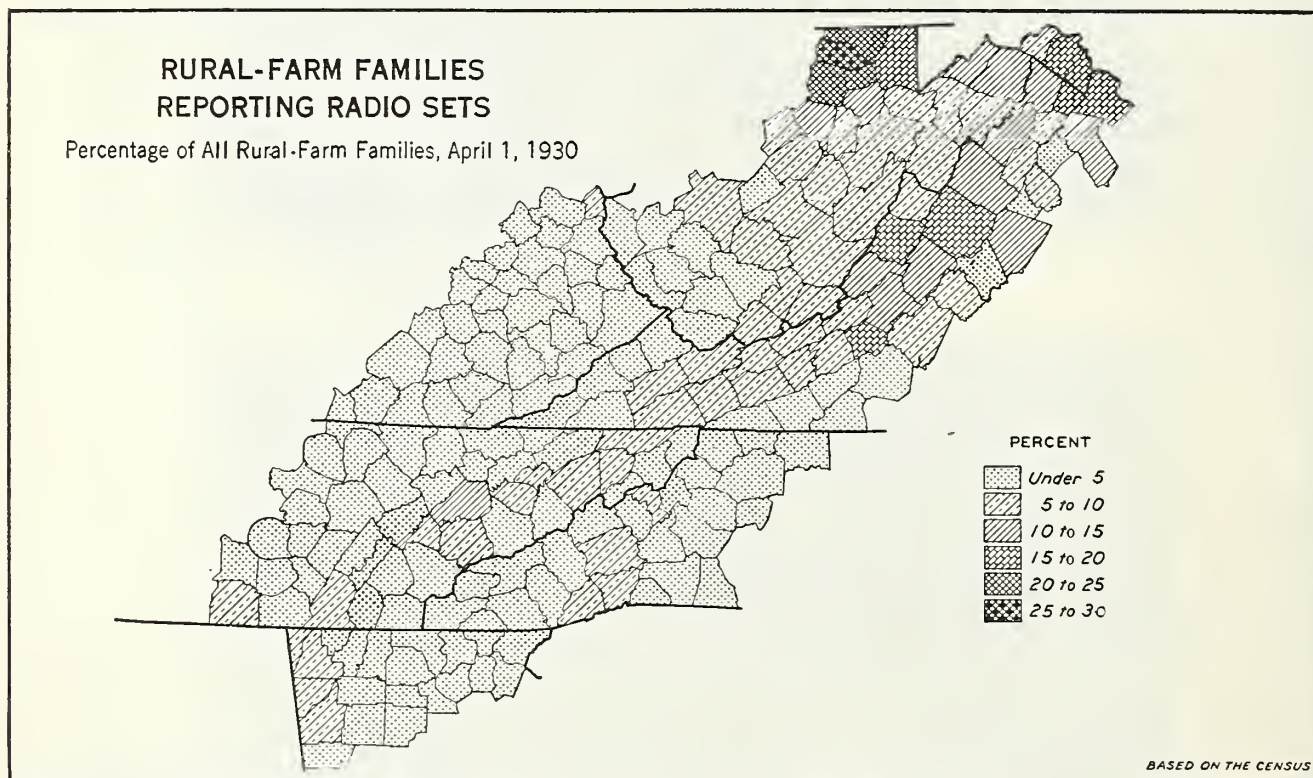 RURAL-FARM FAMILIES
REPORTING RADIO SETS
Percentage of All Rural-Farm Families, April 1, 1930
PERCENT
Under 5
5 to 10
10 to 15
15 to 20
20 to 25
25 to 30
BASED ON THE CENSUS